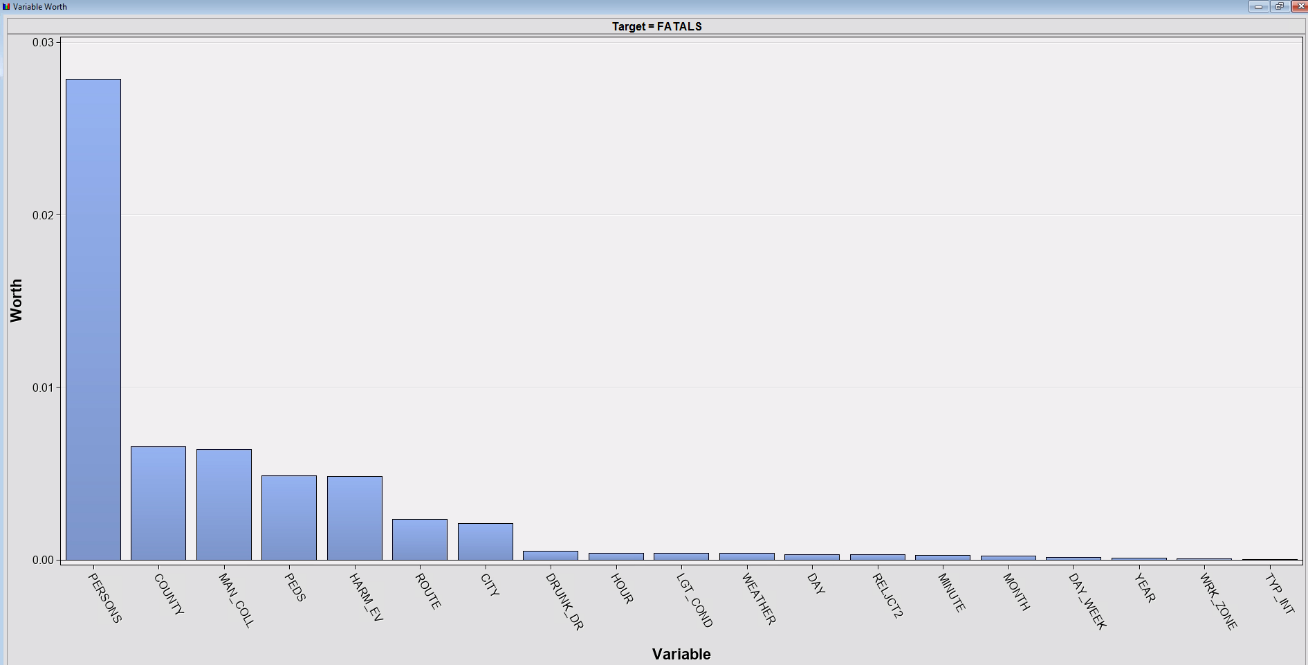 Variable Worth
Target = FATALS
0.03
0.02
0.01
0.00
Worth
PERSONS
COUNTY
MAN_COLL
PEDS
HARM_EV
ROUTE
CITY
DRUNK_DR
HOUR
LGT_COND
WEATHER
DAY
RELJCT2
MINUTE
MONTH
DAY_WEEK
YEAR
WRK_ZONE
TYP_INT
Variable